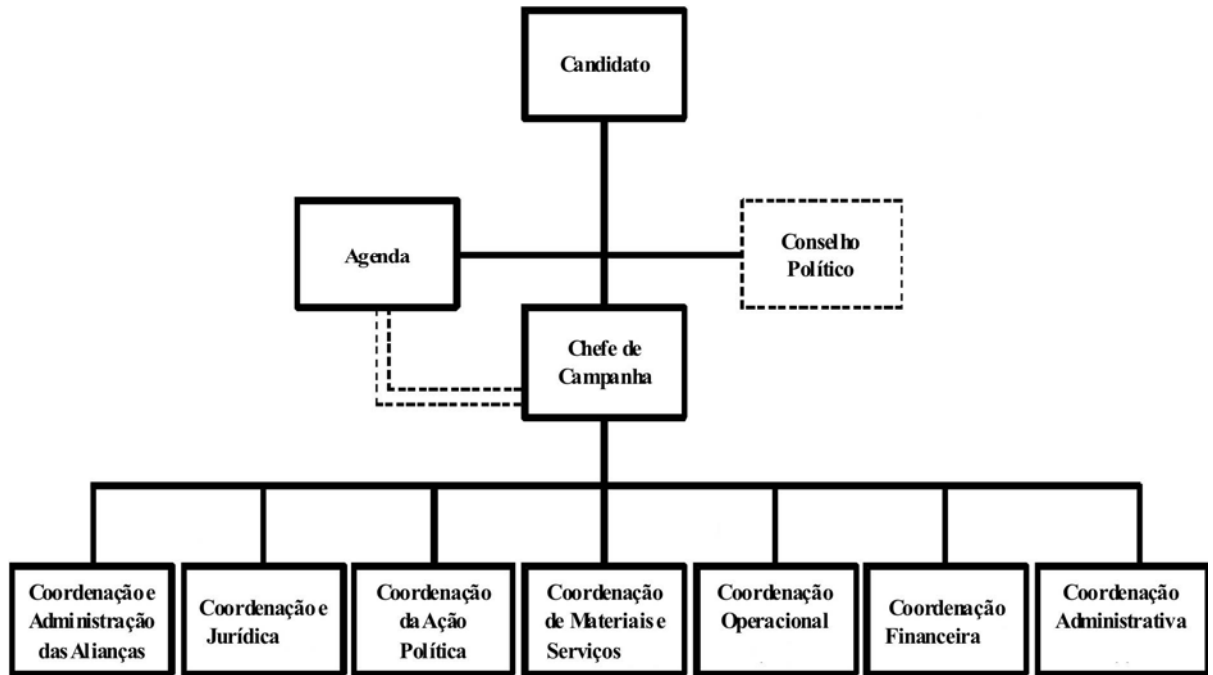 Candidato
Agenda
Conselho
Político
Chefe de
Campanha
Coordenação e
Administração
das Alianças
Coordenação e
Jurídica
Coordenação
da Ação
Política
Coordenação
de Materiais e
Serviços
Coordenação
Operacional
Coordenação
Financeira
Coordenação
Administrativa